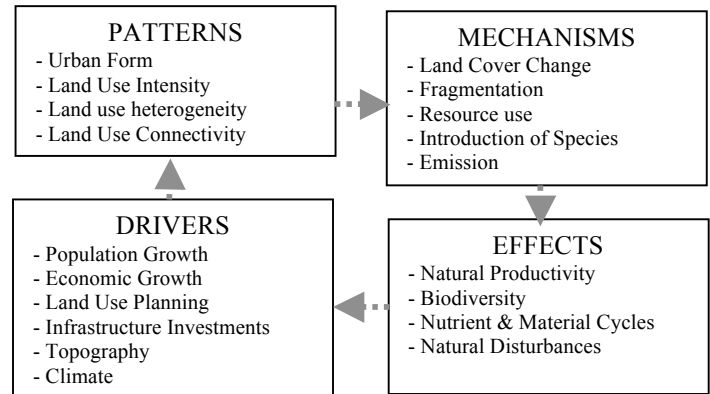 PATTERNS
- Urban Form
- Land Use Intensity
- Land use heterogeneity
- Land Use Connectivity
MECHANISMS
- Land Cover Change
- Fragmentation
- Resource use
- Introduction of Species
- Emission
DRIVERS
- Population Growth
- Economic Growth
- Land Use Planning
- Infrastructure Investments
- Topography
- Climate
EFFECTS
- Natural Productivity
- Biodiversity
- Nutrient & Material Cycles
- Natural Disturbances